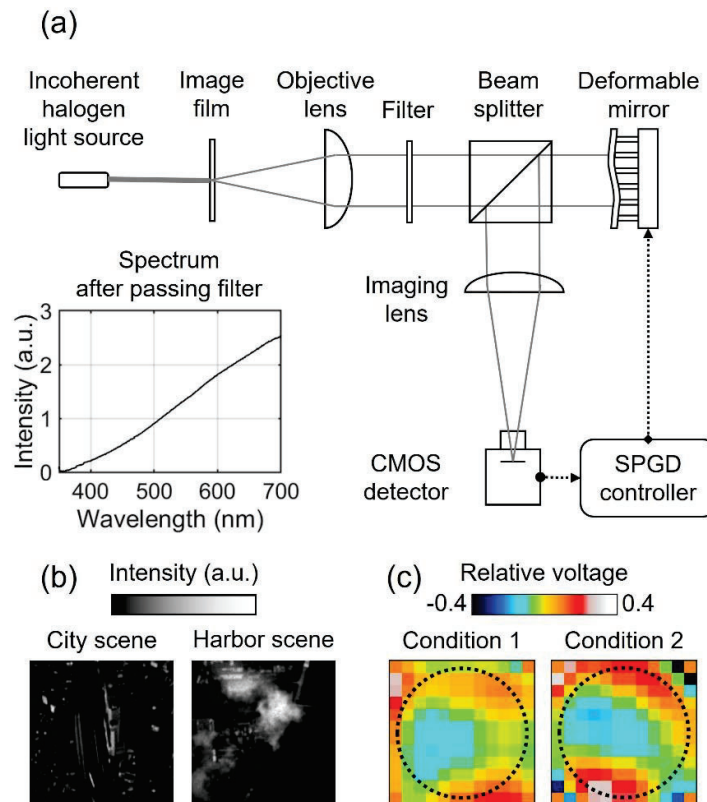 (a)
Incoherent
halogen
light source
Image
film
Objective
lens
Filter
Beam
splitter
Deformable
mirror
Spectrum
after passing filter
Intensity (a.u.)
3
2
1
0
400
500
600
700
Wavelength (nm)
Imaging
lens
CMOS
detector
SPGD
controller
(b)
Intensity (a.u.)
City scene
Harbor scene
(c)
Relative voltage
-0.4
0.4
Condition 1
Condition 2